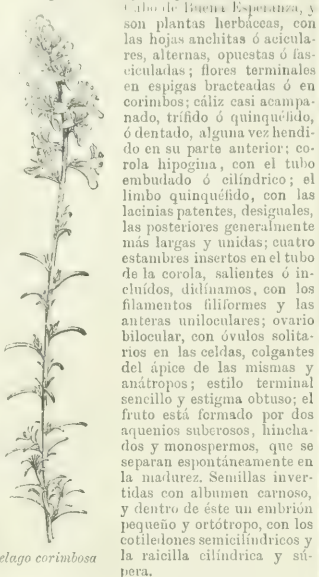 Cabo de Buena Esperanza, y
son plantas herbáceas, con
las hojas anchitas ó acicula-
res, alternas, opuestas ó fas-
ciculadas; flores terminales
en espigas bracteadas ó en
corimbos; cáliz casi acampa-
nado, trífido ó quinquéfido,
ó dentado, alguna vez hendi-
do en su parte anterior; co-
rola hipogina, con el tubo
embudado ó cilíndrico; el
limbo quinquéfido, con las
lacinias patentes, desiguales,
las posteriores generalmente
más largas y unidas; cuatro
estambres insertos en el tubo
de la corola, salientes ó in-
cluídos, didínamos, con los
filamentos filiformes y las
anteras uniloculares; ovario
bilocular, con óvulos solita-
rios en las celdas, colgantes
del ápice de las mismas y
anátropos; estilo terminal
sencillo y estigma obtuso; el
fruto está formado por dos
aquenios suberosos, hincha-
dos y monospermos, que se
separan espontáneamente en
la madurez. Semillas inver-
tidas con albumen carnoso,
y dentro de éste un embrión
pequeño y ortótropo, con los
cotiledones semicilíndricos y
la raicilla cilíndrica y sú-
pera.
elago corimbosa